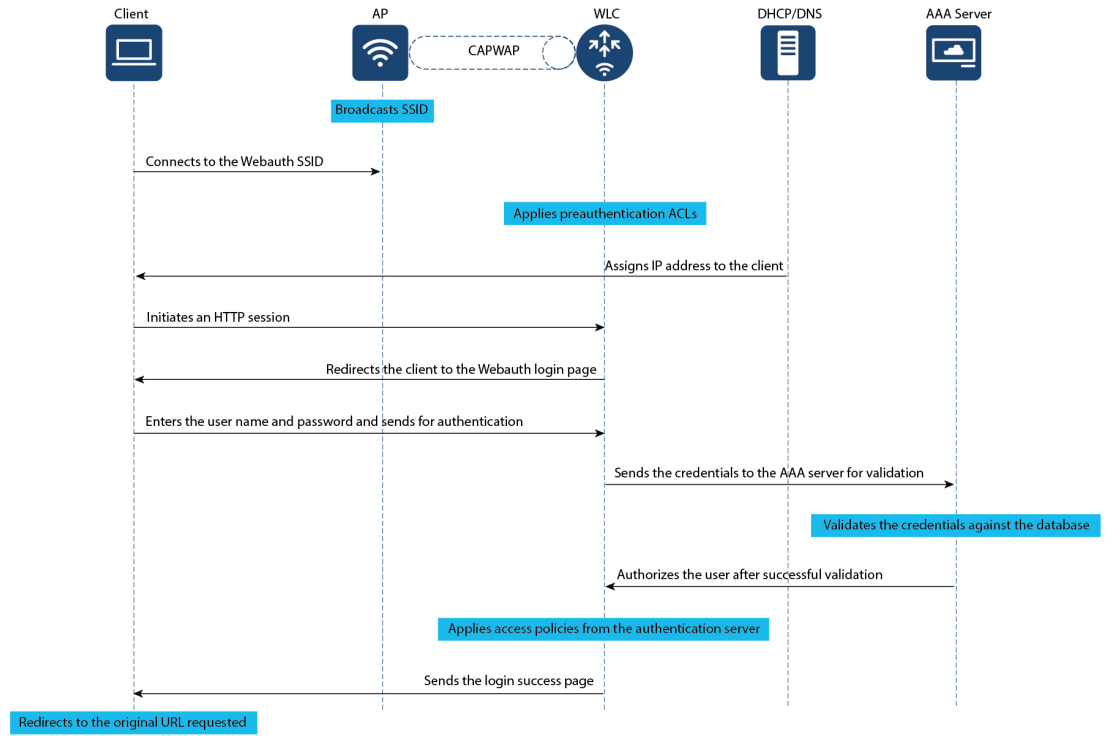 Client
AP
WLC
DHCP/DNS
AAA Server
CAPWAP
Broadcasts SSID
Connects to the Webauth SSID
Applies preauthentication ACLs
Assigns IP address to the client
Initiates an HTTP session
Redirects the client to the Webauth login page
Enters the user name and password and sends for authentication
Sends the credentials to the AAA server for validation
Validates the credentials against the database
Authorizes the user after successful validation
Applies access policies from the authentication server
Sends the login success page
Redirects to the original URL requested